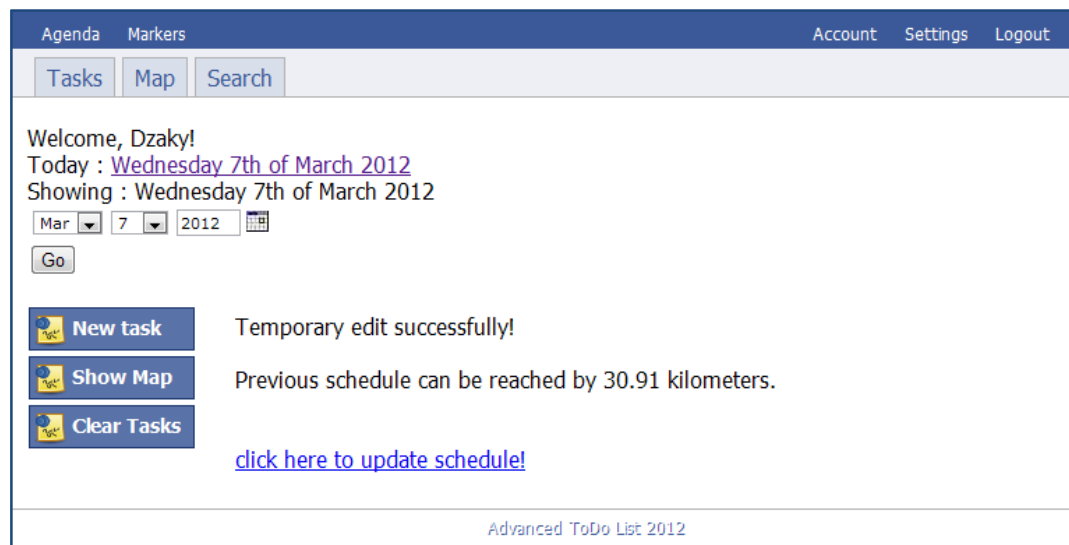 Agenda Markers Account Settings Logout
Tasks Map Search
Welcome, Dzaky!
Today : Wednesday 7th of March 2012
Showing : Wednesday 7th of March 2012
Mar 7 2012
Go
New task
Show Map
Clear Tasks
Temporary edit successfully!
Previous schedule can be reached by 30.91 kilometers.
click here to update schedule!
Advanced ToDo List 2012